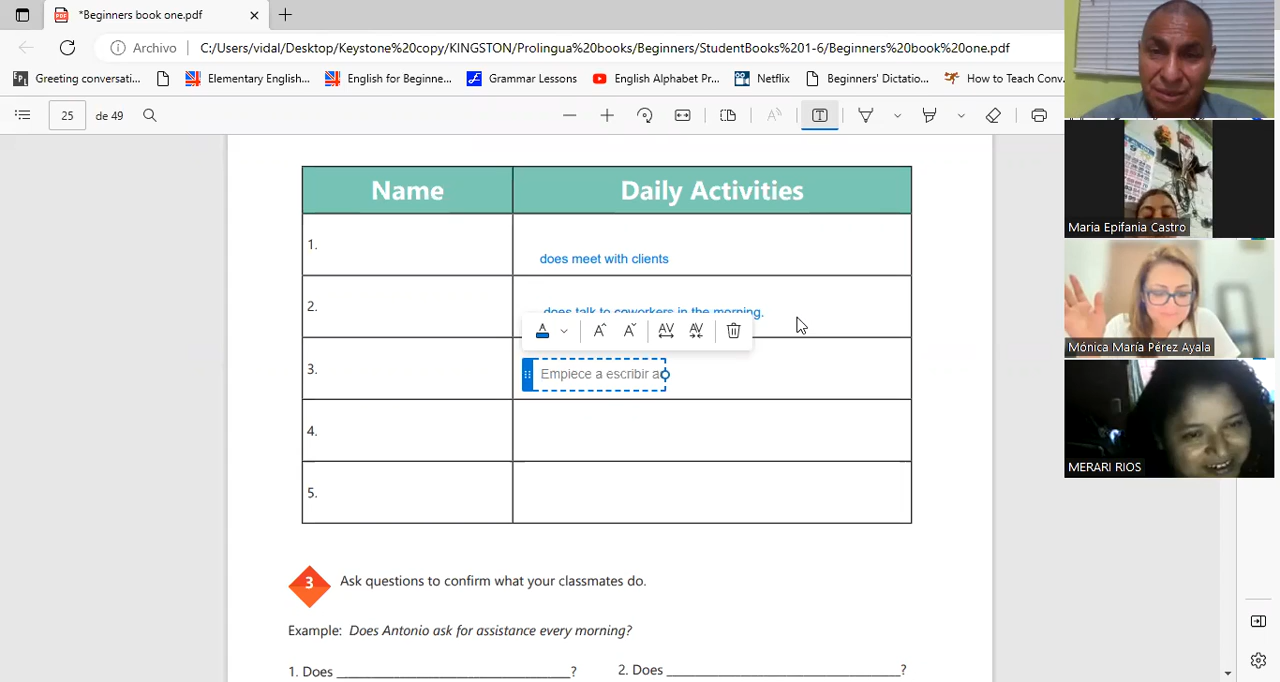 *Beginners book one.pdf
Archivo
C:/Users/vidal/Desktop/Keystone%20copy/KINGSTON/Prolingua%20books/Beginners/StudentBooks%201-6/Beginners%20book%20one.pdf
Greeting conversati...
Elementary English...
English for Beginne...
Grammar Lessons
English Alphabet Pr...
Netflix
Beginners' Dictatio...
How to Teach Conv
25 de 49
Name Daily Activities
1. does meet with clients
2. does talk to coworkers in the morning.
3. Empiece a escribir a
4.
5.
3 Ask questions to confirm what your classmates do.
Example: Does Antonio ask for assistance every morning?
1. Does ______________________________? 2. Does ______________________________?
Maria Epifania Castro
Mónica María Pérez Ayala
MERARI RIOS